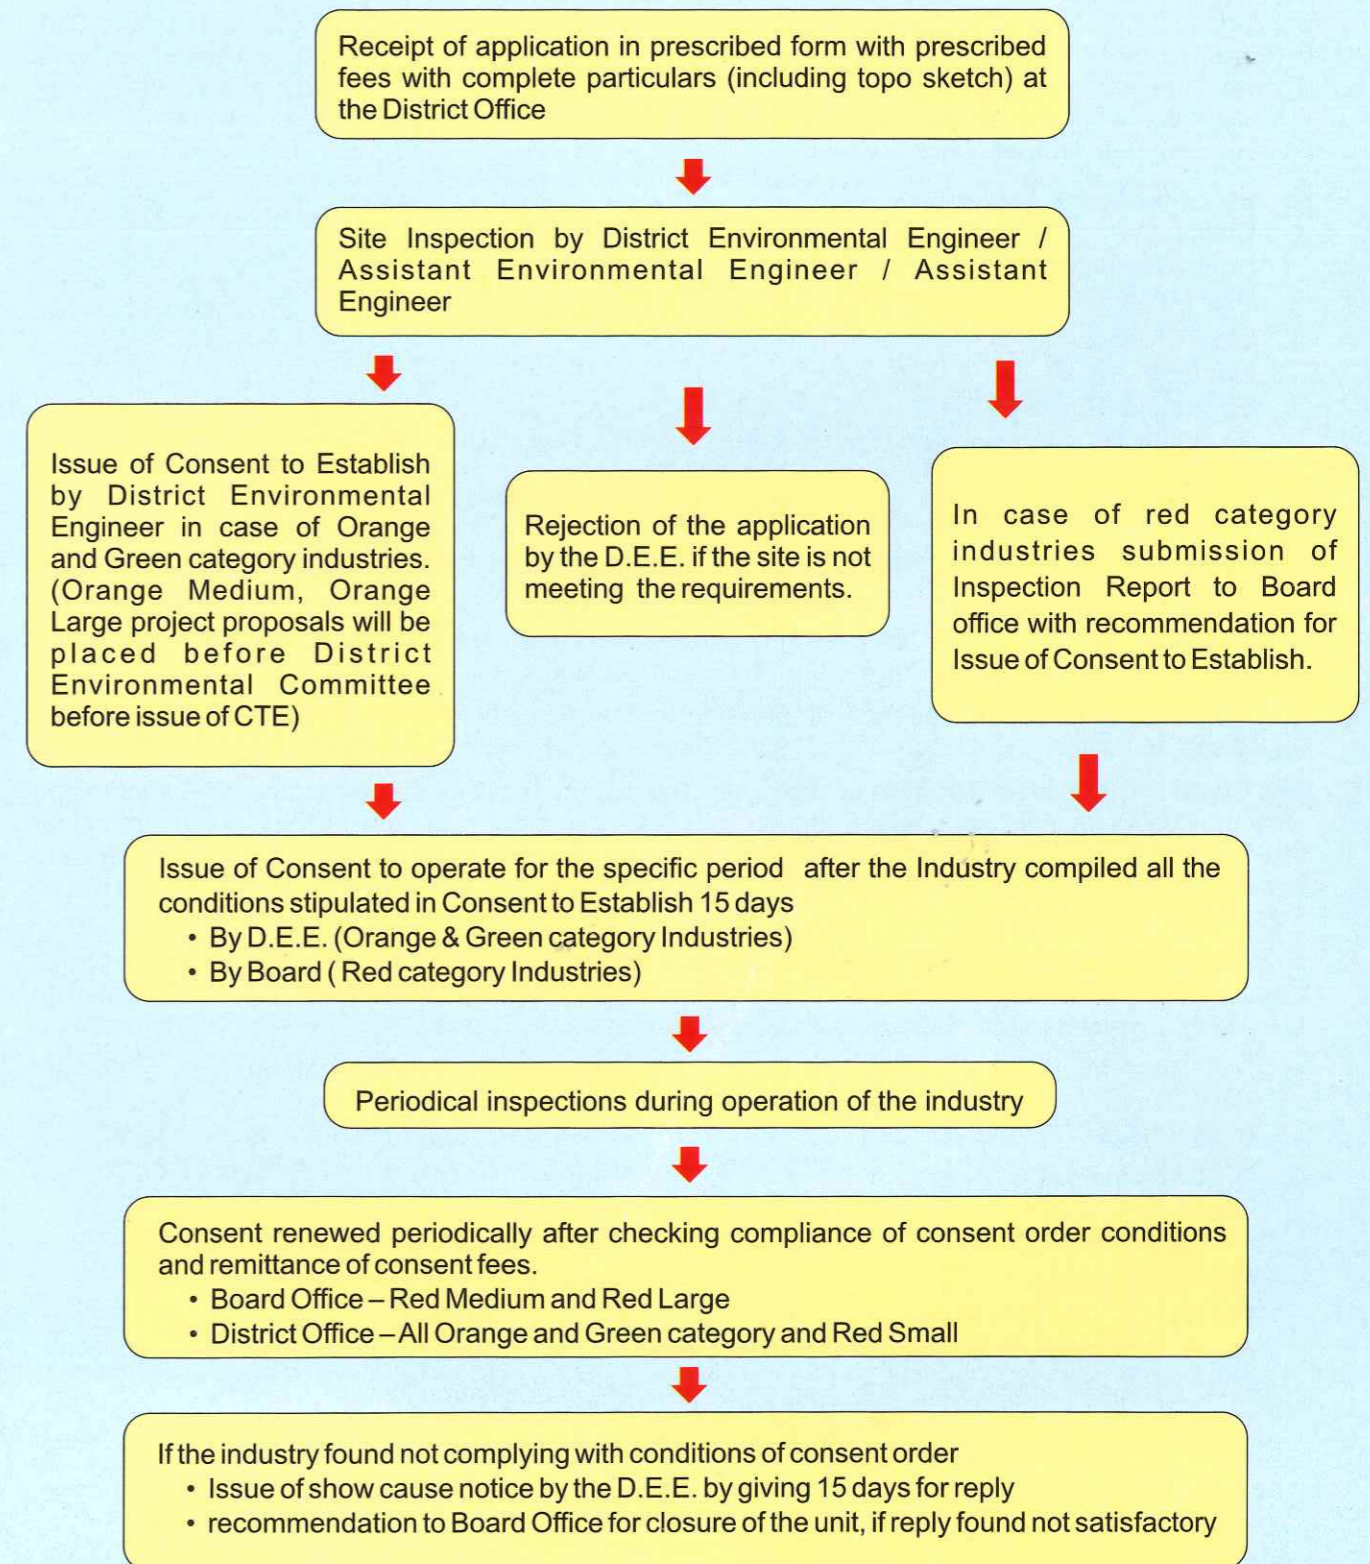 Receipt of application in prescribed form with prescribed
fees with complete particulars (including topo sketch) at
the District Office
Site Inspection by District Environmental Engineer /
Assistant Environmental Engineer / Assistant
Engineer
Issue of Consent to Establish
by District Environmental
Engineer in case of Orange
and Green category industries.
(Orange Medium, Orange
Large project proposals will be
placed before District
Environmental Committee
before issue of CTE)
Rejection of the application
by the D.E.E. if the site is not
meeting the requirements.
In case of red category
industries submission of
Inspection Report to Board
office with recommendation for
Issue of Consent to Establish.
Issue of Consent to operate for the specific period after the Industry compiled all the
conditions stipulated in Consent to Establish 15 days
• By D.E.E. (Orange & Green category Industries)
• By Board ( Red category Industries)
Periodical inspections during operation of the industry
Consent renewed periodically after checking compliance of consent order conditions
and remittance of consent fees.
• Board Office – Red Medium and Red Large
• District Office – All Orange and Green category and Red Small
If the industry found not complying with conditions of consent order
• Issue of show cause notice by the D.E.E. by giving 15 days for reply
• recommendation to Board Office for closure of the unit, if reply found not satisfactory